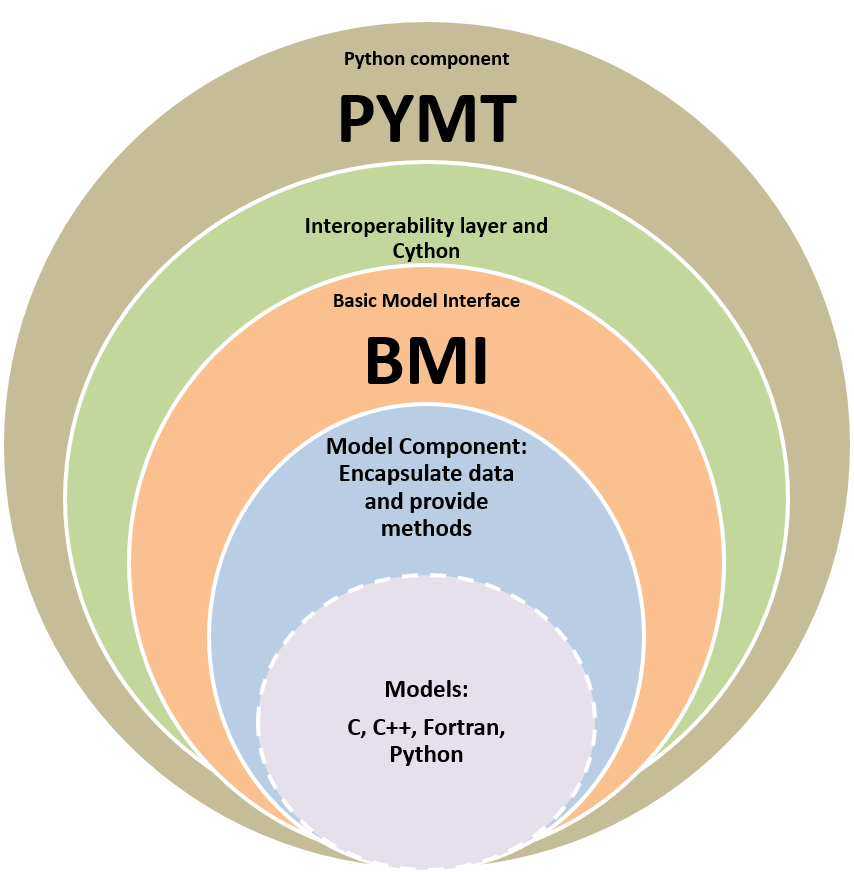 Python component
PYMT
Interoperability layer and
Cython
Basic Model Interface
BMI
Model Component:
Encapsulate data
and provide
methods
Models:
C, C++, Fortran,
Python